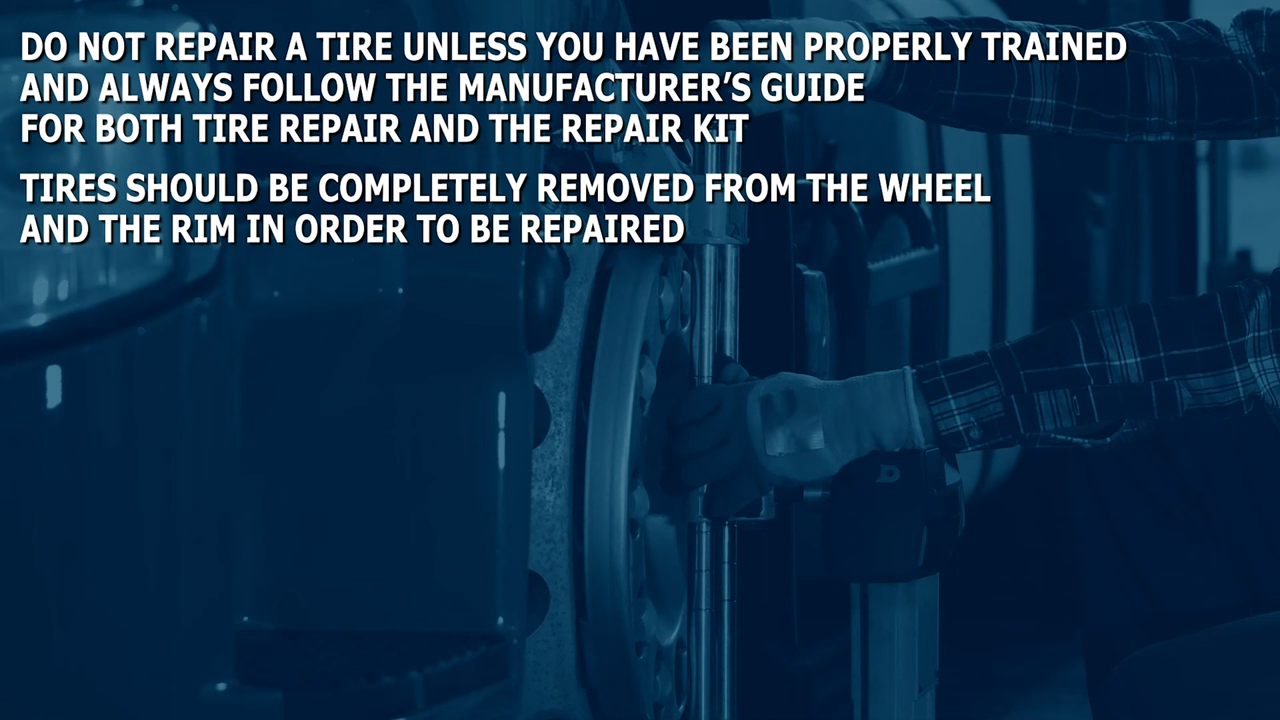 DO NOT REPAIR A TIRE UNLESS YOU HAVE BEEN PROPERLY TRAINED
AND ALWAYS FOLLOW THE MANUFACTURER’S GUIDE
FOR BOTH TIRE REPAIR AND THE REPAIR KIT
TIRES SHOULD BE COMPLETELY REMOVED FROM THE WHEEL
AND THE RIM IN ORDER TO BE REPAIRED